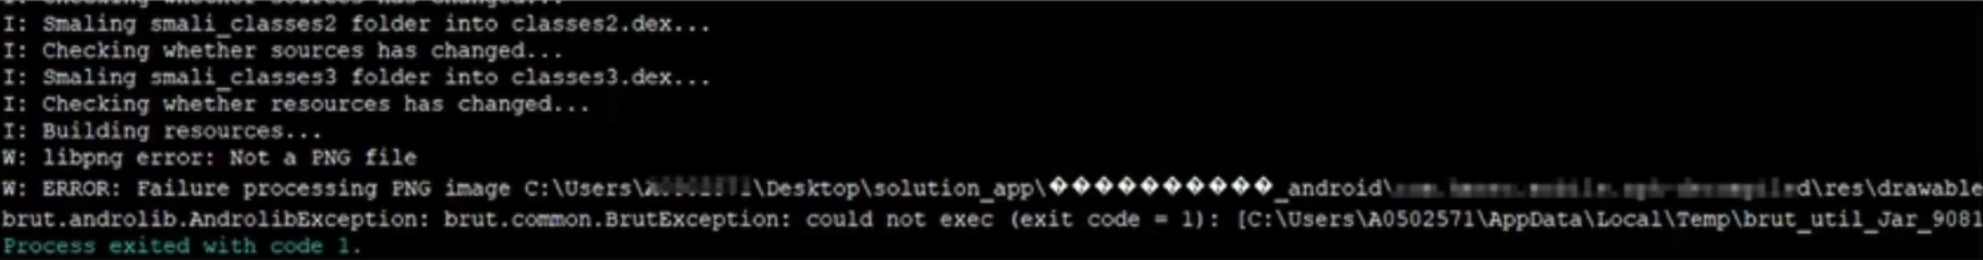 I: Checking whether sources has changed...
I: Smaling smali_classes2 folder into classes2.dex...
I: Checking whether sources has changed...
I: Smaling smali_classes3 folder into classes3.dex...
I: Checking whether resources has changed...
I: Building resources...
W: libpng error: Not a PNG file
W: ERROR: Failure processing PNG image C:\Users\ \Desktop\solution_app\������������_android\ d\res\drawable
brut.androlib.AndrolibException: brut.common.BrutException: could not exec (exit code = 1): [C:\Users\A0502571\AppData\Local\Temp\brut_util_Jar_9081
Process exited with code 1.